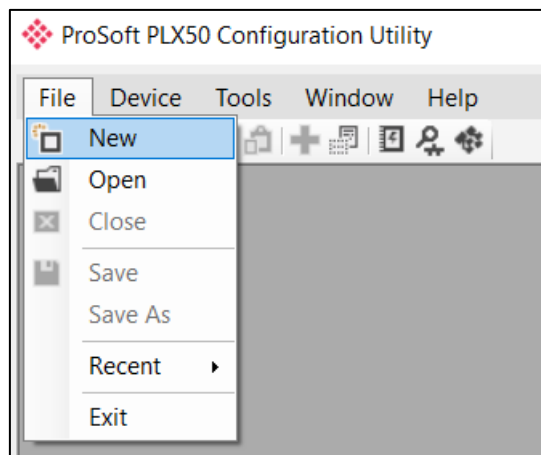 ProSoft PLX50 Configuration Utility
File Device Tools Window Help
New
Open
Close
Save
Save As
Recent
Exit